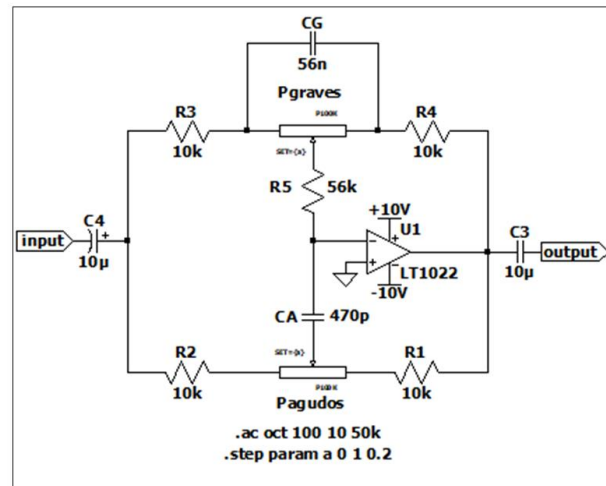 CG
56n
Pgraves
R3
R4
P100K
10k
10k
SET={a}
R5
56k
+10V
U1
C4
C3
input
+
output
10µ
LT1022
10µ
-10V
CA
470p
R2
SET={a}
R1
P100K
10k
10k
Pagudos
.ac oct 100 10 50k
.step param a 0 1 0.2